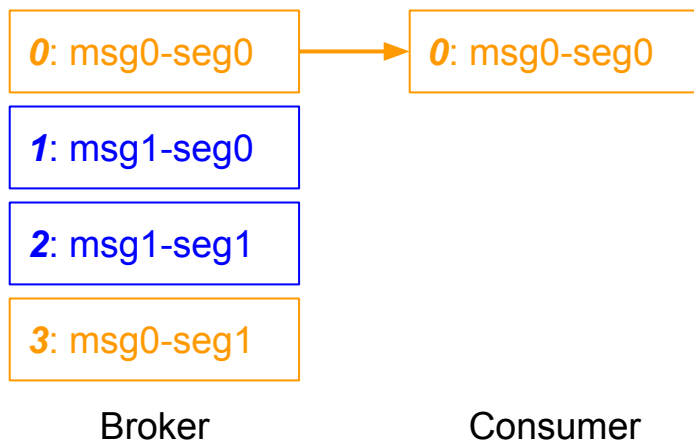 0: msg0-seg0
0: msg0-seg0
1: msg1-seg0
2: msg1-seg1
3: msg0-seg1
Broker
Consumer